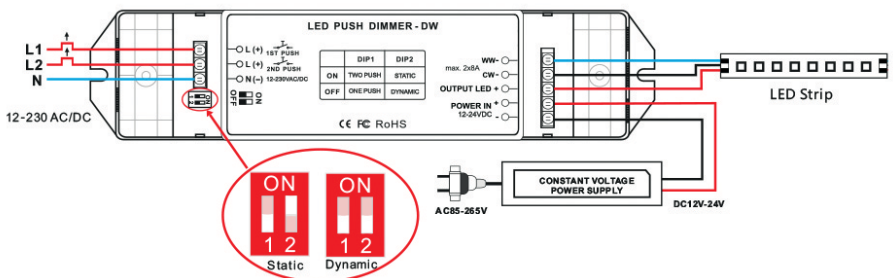 LED PUSH DIMMER - DW
L1
L2
N
12-230 AC/DC
L (+) 1ST PUSH
L (+) 2ND PUSH
N (−) 12-230VAC/DC
OFF ON
ON
1 2
DIP1 DIP2
ON TWO PUSH STATIC
OFF ONE PUSH DYNAMIC
CE FC RoHS
max. 2x8A
WW-
CW-
OUTPUT LED +
POWER IN +
12-24VDC -
LED Strip
CONSTANT VOLTAGE
POWER SUPPLY
AC85-265V
DC12V-24V
ON ON
1 2 1 2
Static Dynamic